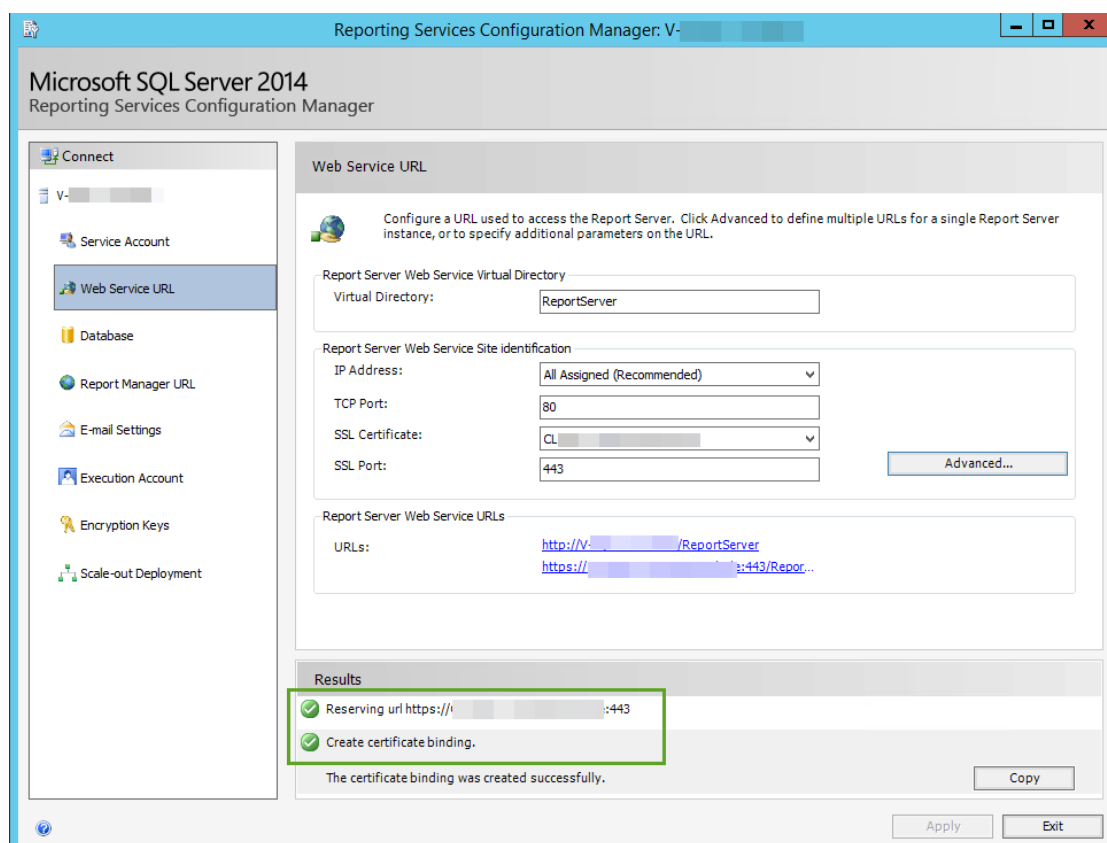 Reporting Services Configuration Manager: V-
Microsoft SQL Server 2014
Reporting Services Configuration Manager
Connect
V-
Service Account
Web Service URL
Database
Report Manager URL
E-mail Settings
Execution Account
Encryption Keys
Scale-out Deployment
Web Service URL
Configure a URL used to access the Report Server. Click Advanced to define multiple URLs for a single Report Server
instance, or to specify additional parameters on the URL.
Report Server Web Service Virtual Directory
Virtual Directory: ReportServer
Report Server Web Service Site identification
IP Address: All Assigned (Recommended)
TCP Port: 80
SSL Certificate: CL
SSL Port: 443
Advanced...
Report Server Web Service URLs
URLs: http://V- /ReportServer
https:// e:443/Repor...
Results
Reserving url https:// :443
Create certificate binding.
The certificate binding was created successfully.
Copy
Apply Exit